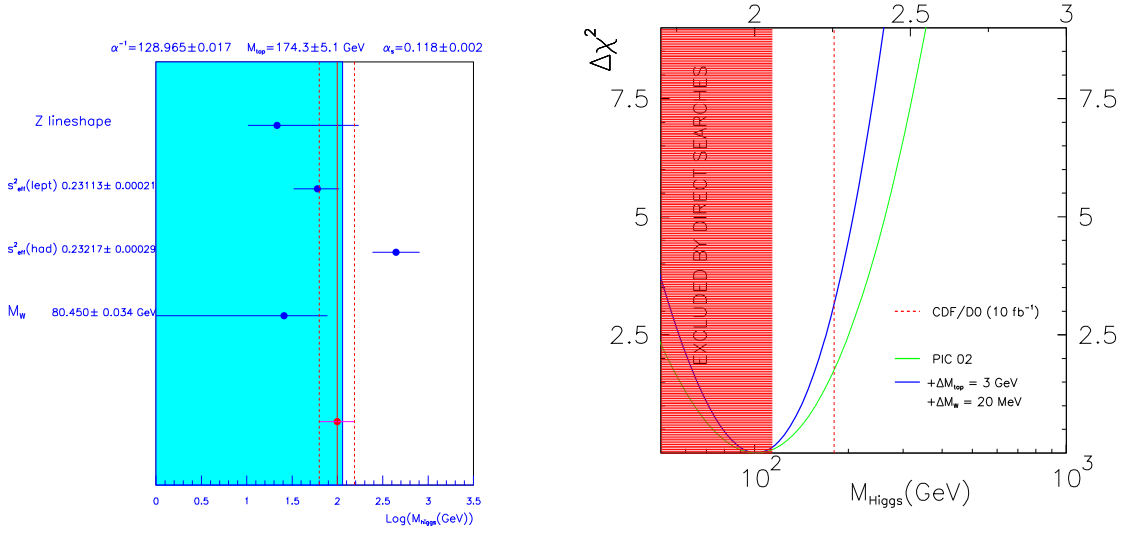 α⁻¹=128.965±0.017 M_top=174.3±5.1 GeV α_s=0.118±0.002
Z lineshape
s²_eff(lept) 0.23113± 0.00021
s²_eff(had) 0.23217± 0.00029
M_W 80.450± 0.034 GeV
0 0.5 1 1.5 2 2.5 3 3.5
Log(M_higgs(GeV))
2 2.5 3
Δχ²
7.5 7.5
5 5
2.5 2.5
EXCLUDED BY DIRECT SEARCHES
CDF/D0 (10 fb⁻¹)
PIC 02
+ΔM_top = 3 GeV
+ΔM_W = 20 MeV
10² 10³
M_Higgs(GeV)